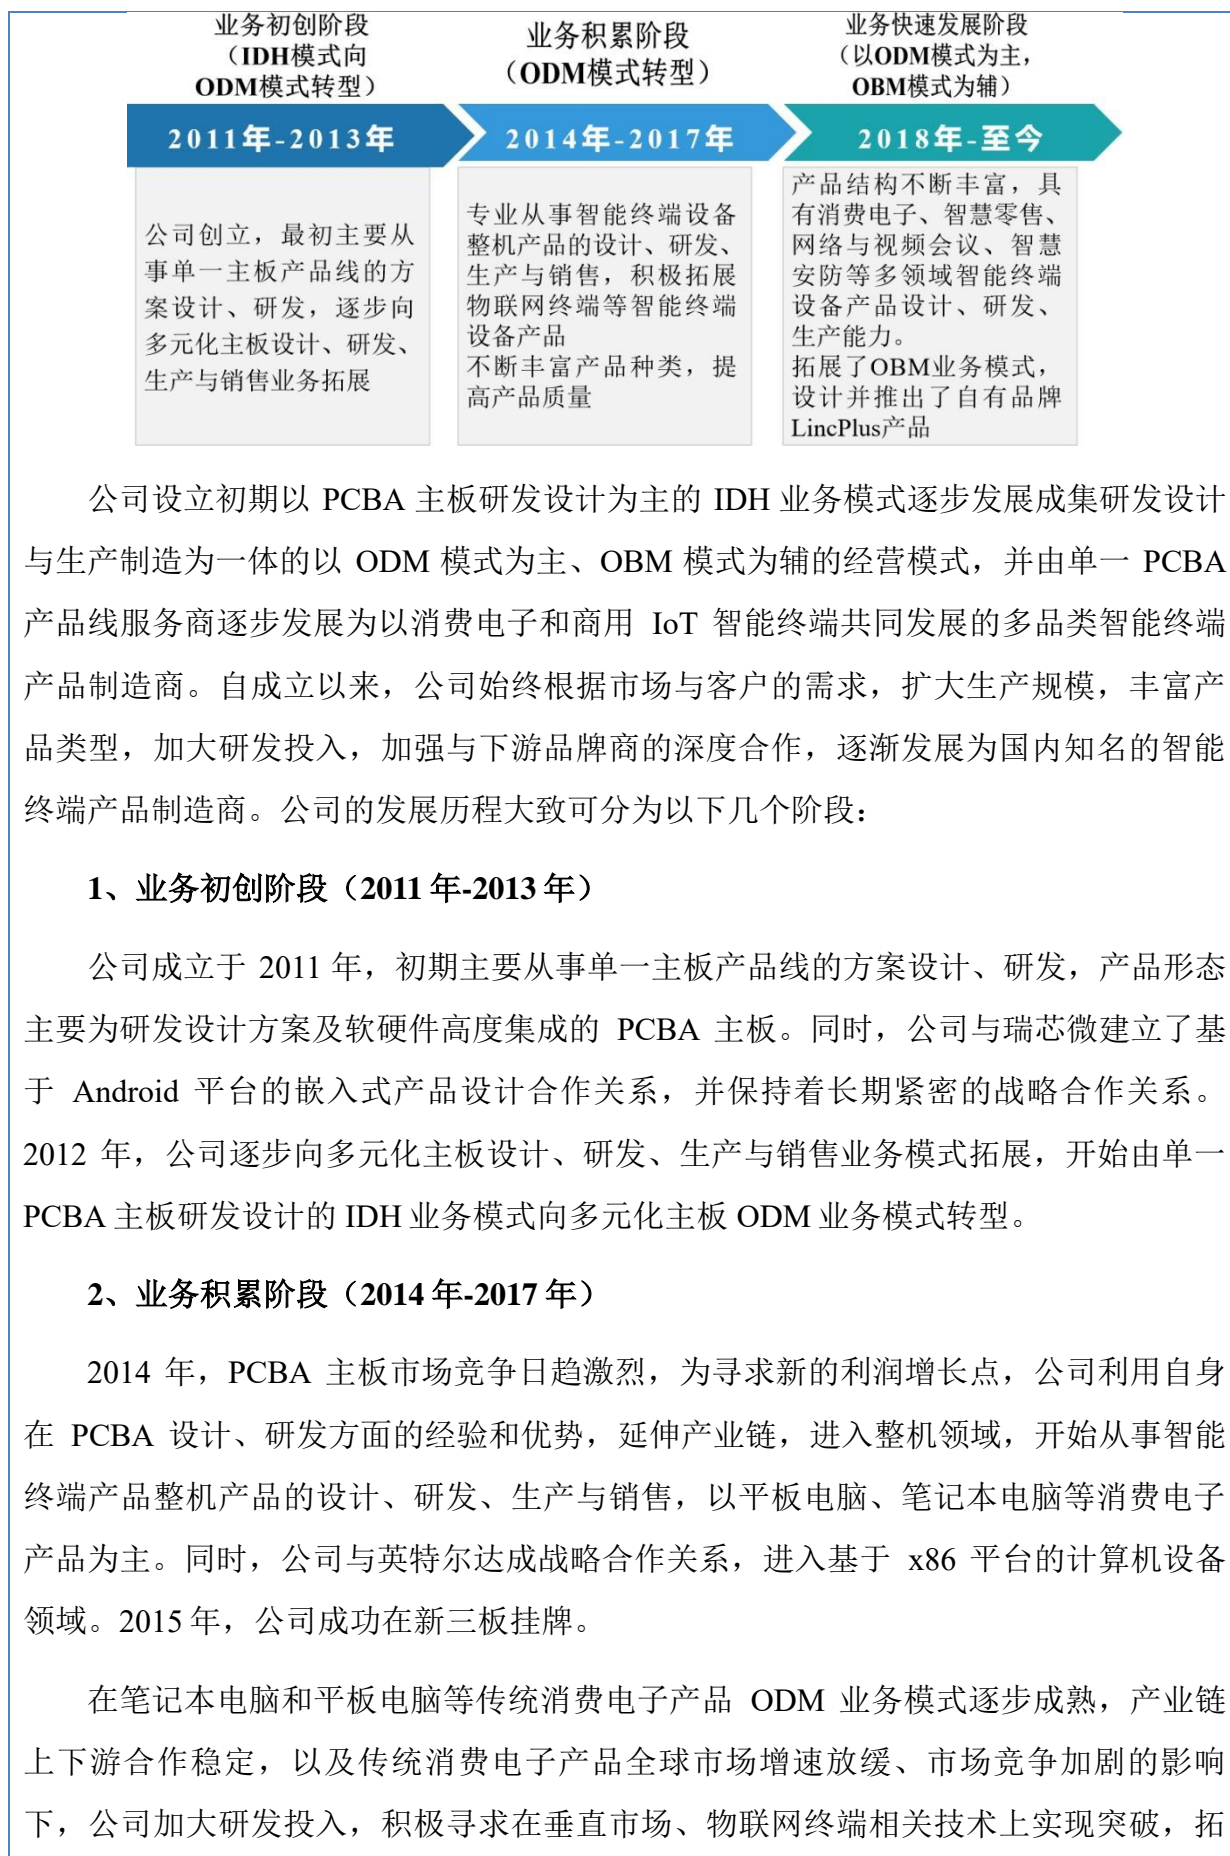 业务初创阶段
（IDH模式向
ODM模式转型）
业务积累阶段
（ODM模式转型）
业务快速发展阶段
（以ODM模式为主，
OBM模式为辅）
2011年-2013年
2014年-2017年
2018年-至今
公司创立，最初主要从
事单一主板产品线的方
案设计、研发，逐步向
多元化主板设计、研发、
生产与销售业务拓展
专业从事智能终端设备
整机产品的设计、研发、
生产与销售，积极拓展
物联网终端等智能终端
设备产品
不断丰富产品种类，提
高产品质量
产品结构不断丰富，具
有消费电子、智慧零售、
网络与视频会议、智慧
安防等多领域智能终端
设备产品设计、研发、
生产能力。
拓展了OBM业务模式，
设计并推出了自有品牌
LincPlus产品
公司设立初期以 PCBA 主板研发设计为主的 IDH 业务模式逐步发展成集研发设计
与生产制造为一体的以 ODM 模式为主、OBM 模式为辅的经营模式，并由单一 PCBA
产品线服务商逐步发展为以消费电子和商用 IoT 智能终端共同发展的多品类智能终端
产品制造商。自成立以来，公司始终根据市场与客户的需求，扩大生产规模，丰富产
品类型，加大研发投入，加强与下游品牌商的深度合作，逐渐发展为国内知名的智能
终端产品制造商。公司的发展历程大致可分为以下几个阶段：
1、业务初创阶段（2011 年-2013 年）
公司成立于 2011 年，初期主要从事单一主板产品线的方案设计、研发，产品形态
主要为研发设计方案及软硬件高度集成的 PCBA 主板。同时，公司与瑞芯微建立了基
于 Android 平台的嵌入式产品设计合作关系，并保持着长期紧密的战略合作关系。
2012 年，公司逐步向多元化主板设计、研发、生产与销售业务模式拓展，开始由单一
PCBA 主板研发设计的 IDH 业务模式向多元化主板 ODM 业务模式转型。
2、业务积累阶段（2014 年-2017 年）
2014 年，PCBA 主板市场竞争日趋激烈，为寻求新的利润增长点，公司利用自身
在 PCBA 设计、研发方面的经验和优势，延伸产业链，进入整机领域，开始从事智能
终端产品整机产品的设计、研发、生产与销售，以平板电脑、笔记本电脑等消费电子
产品为主。同时，公司与英特尔达成战略合作关系，进入基于 x86 平台的计算机设备
领域。2015 年，公司成功在新三板挂牌。
在笔记本电脑和平板电脑等传统消费电子产品 ODM 业务模式逐步成熟，产业链
上下游合作稳定，以及传统消费电子产品全球市场增速放缓、市场竞争加剧的影响
下，公司加大研发投入，积极寻求在垂直市场、物联网终端相关技术上实现突破，拓